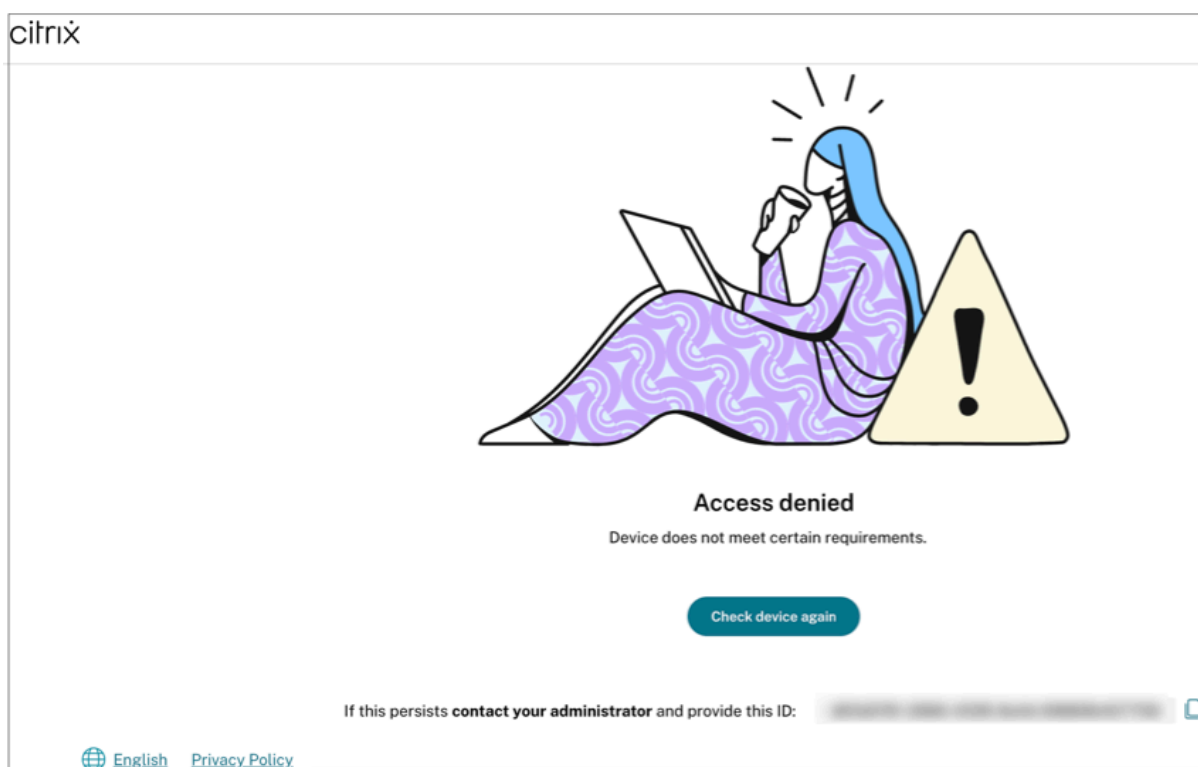 citrix
Access denied
Device does not meet certain requirements.
Check device again
If this persists contact your administrator and provide this ID:
English Privacy Policy